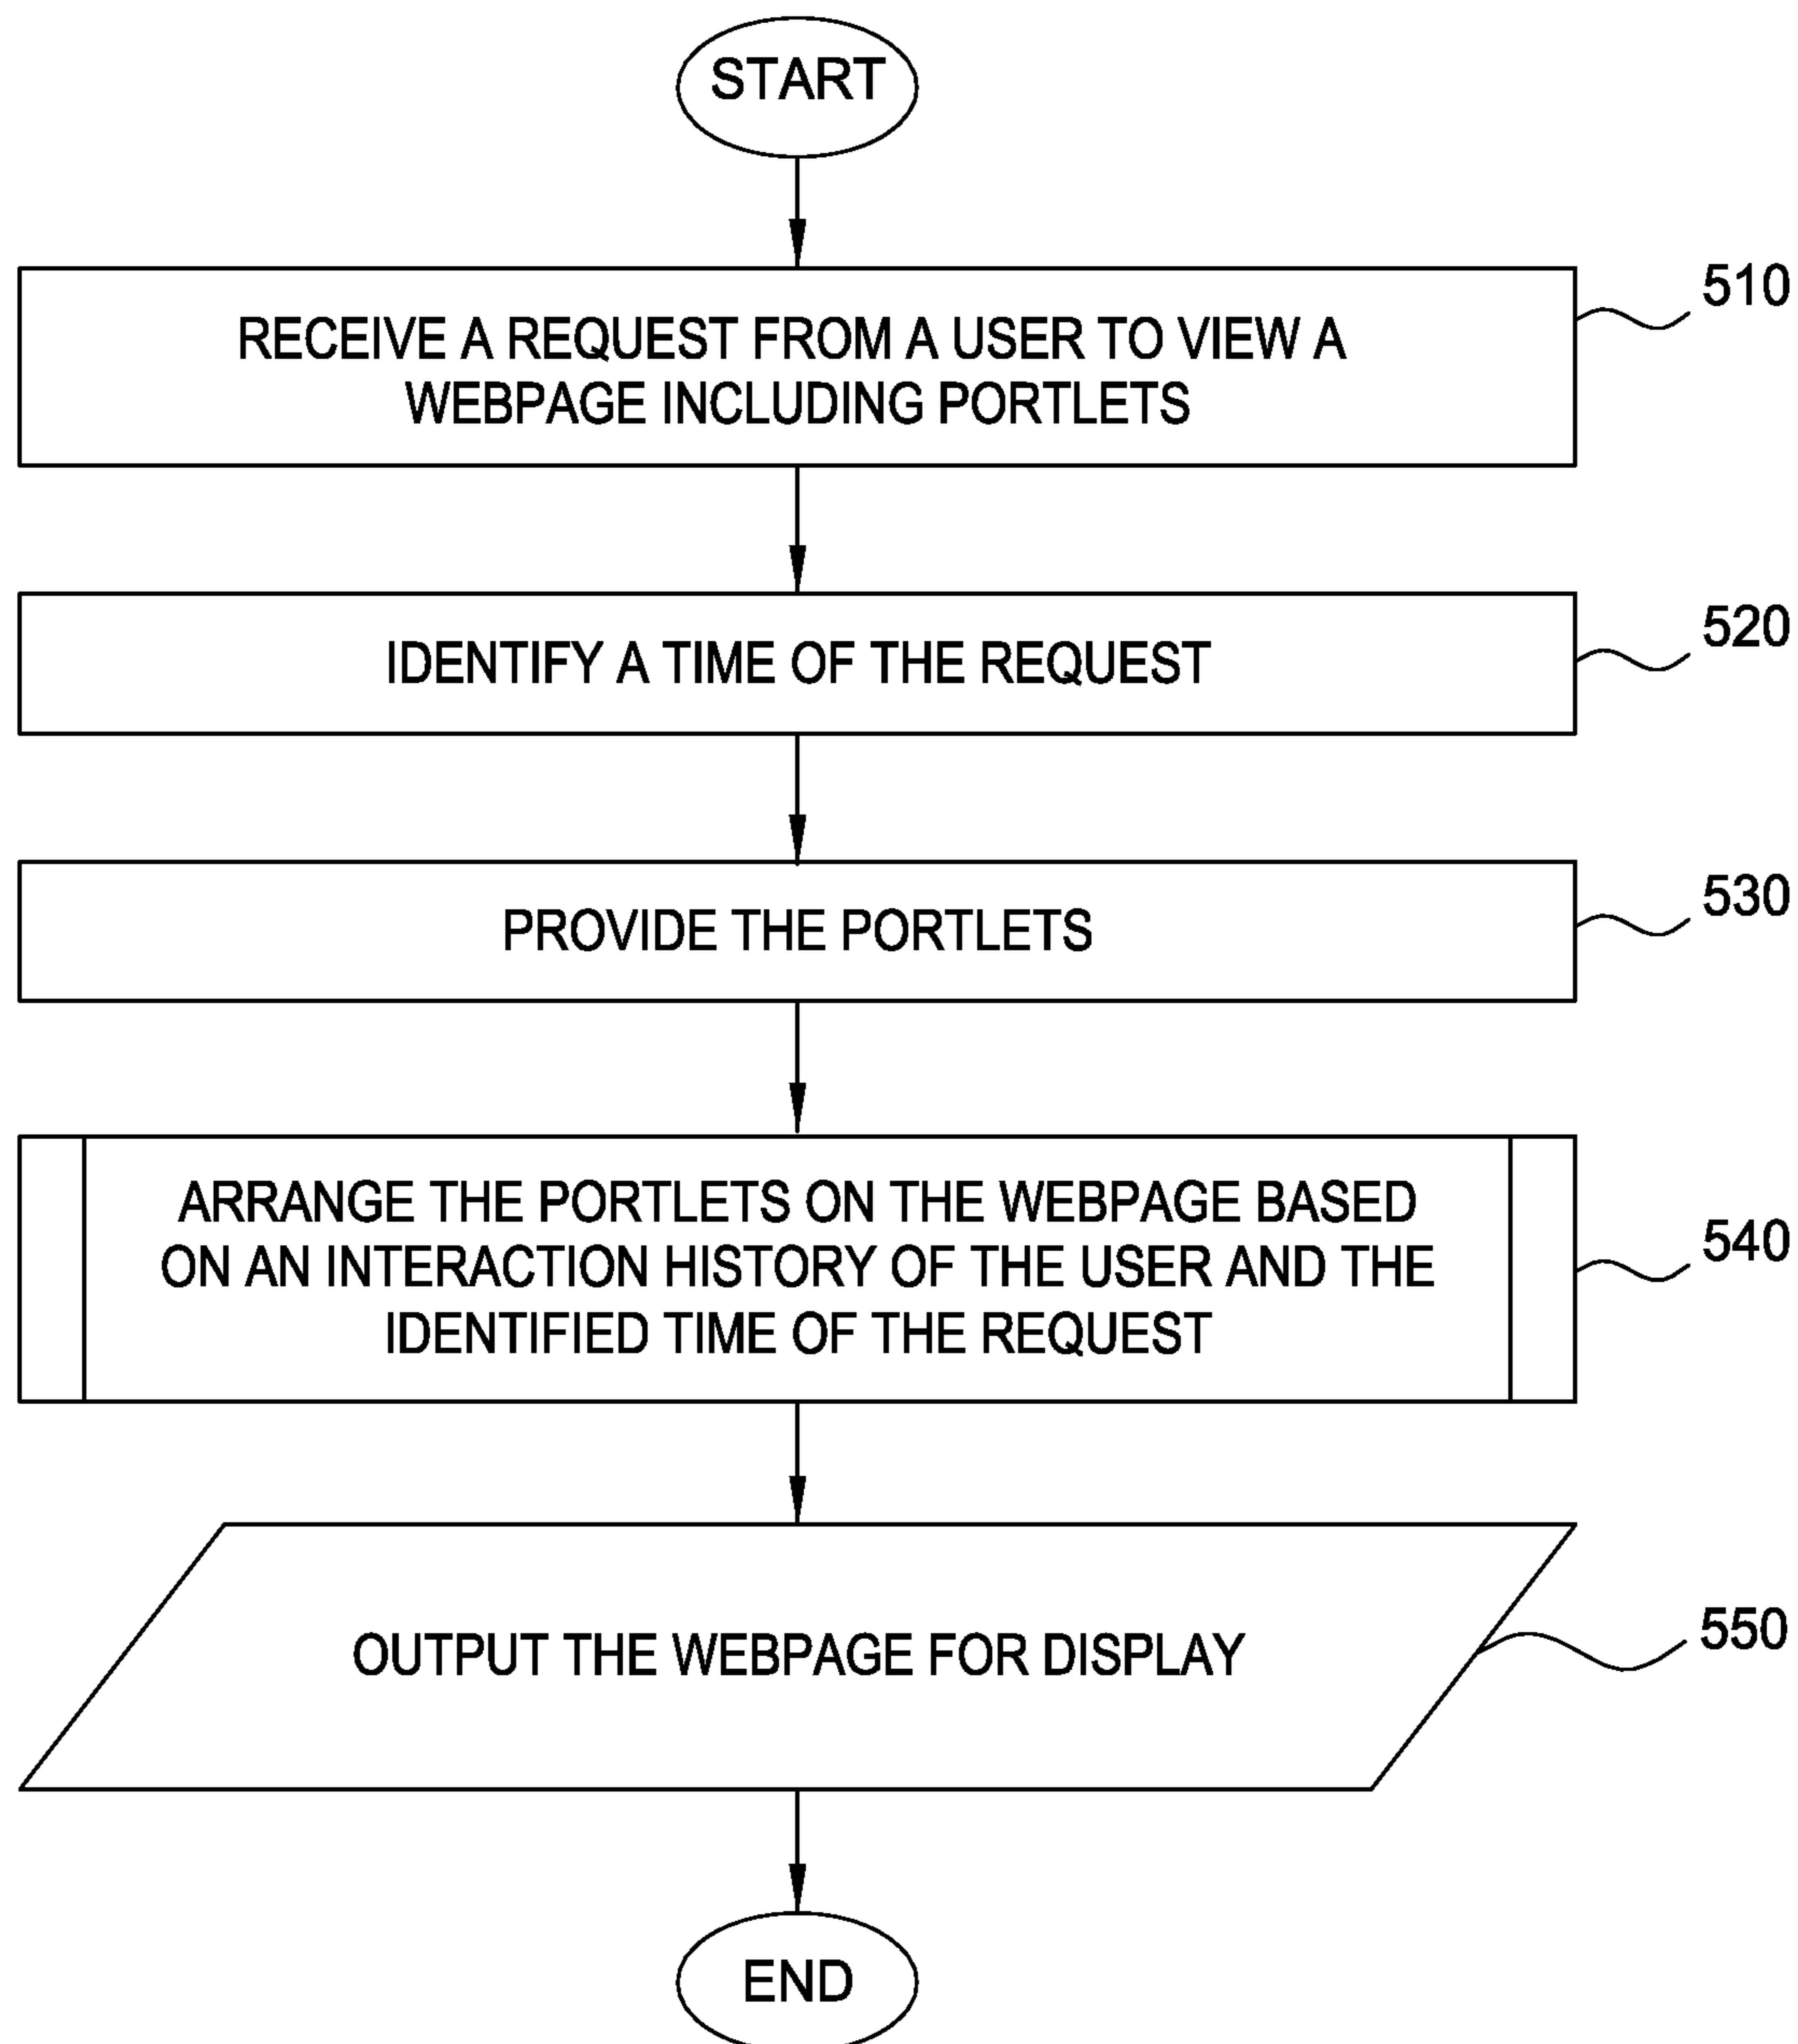 START
RECEIVE A REQUEST FROM A USER TO VIEW A
WEBPAGE INCLUDING PORTLETS
510
IDENTIFY A TIME OF THE REQUEST
520
PROVIDE THE PORTLETS
530
ARRANGE THE PORTLETS ON THE WEBPAGE BASED
ON AN INTERACTION HISTORY OF THE USER AND THE
IDENTIFIED TIME OF THE REQUEST
540
OUTPUT THE WEBPAGE FOR DISPLAY
550
END